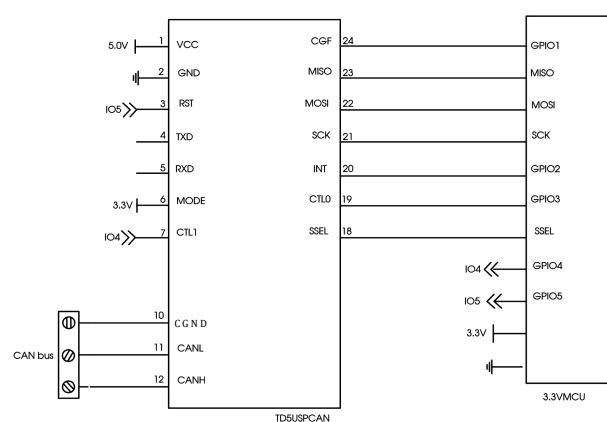 5.0V 1 VCC CGF 24 GPIO1
2 GND MISO 23 MISO
IO5 3 RST MOSI 22 MOSI
4 TXD SCK 21 SCK
5 RXD INT 20 GPIO2
3.3V 6 MODE CTL0 19 GPIO3
IO4 7 CTL1 SSEL 18 SSEL
IO4 GPIO4
IO5 GPIO5
10 CGND 3.3V
CAN bus 11 CANL
12 CANH
3.3VMCU
TD5USPCAN